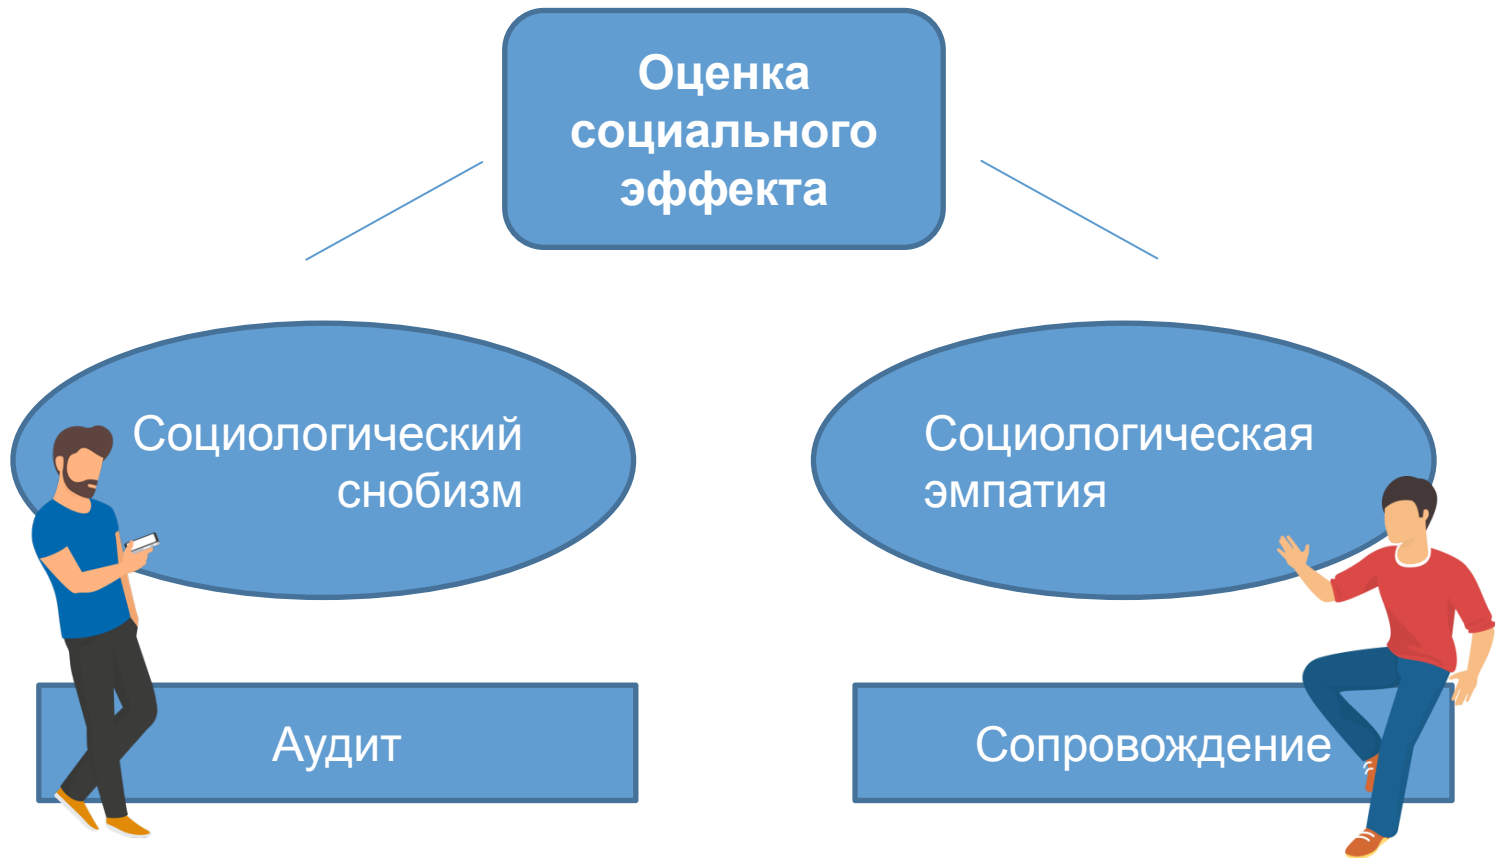 Оценка
социального
эффекта
Социологический
снобизм
Социологическая
эмпатия
Аудит
Сопровождение